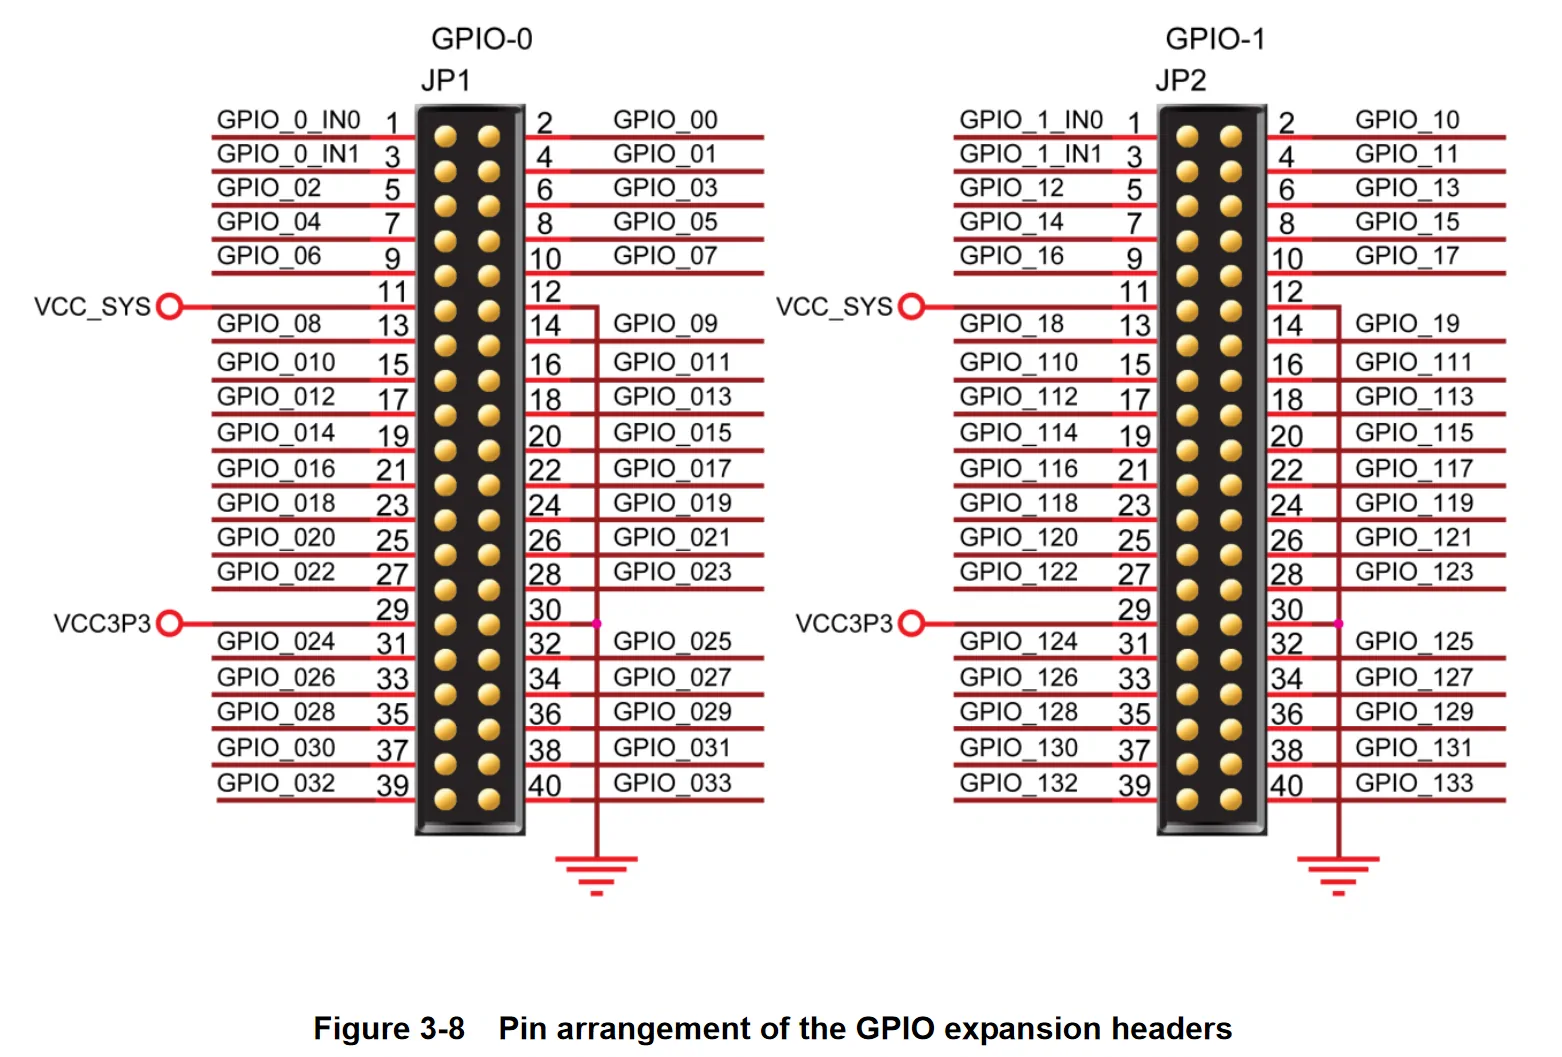 GPIO-0 GPIO-1
JP1 JP2
GPIO_0_IN0 1 2 GPIO_00 GPIO_1_IN0 1 2 GPIO_10
GPIO_0_IN1 3 4 GPIO_01 GPIO_1_IN1 3 4 GPIO_11
GPIO_02 5 6 GPIO_03 GPIO_12 5 6 GPIO_13
GPIO_04 7 8 GPIO_05 GPIO_14 7 8 GPIO_15
GPIO_06 9 10 GPIO_07 GPIO_16 9 10 GPIO_17
VCC_SYS 11 12 VCC_SYS 11 12
GPIO_08 13 14 GPIO_09 GPIO_18 13 14 GPIO_19
GPIO_010 15 16 GPIO_011 GPIO_110 15 16 GPIO_111
GPIO_012 17 18 GPIO_013 GPIO_112 17 18 GPIO_113
GPIO_014 19 20 GPIO_015 GPIO_114 19 20 GPIO_115
GPIO_016 21 22 GPIO_017 GPIO_116 21 22 GPIO_117
GPIO_018 23 24 GPIO_019 GPIO_118 23 24 GPIO_119
GPIO_020 25 26 GPIO_021 GPIO_120 25 26 GPIO_121
GPIO_022 27 28 GPIO_023 GPIO_122 27 28 GPIO_123
VCC3P3 29 30 VCC3P3 29 30
GPIO_024 31 32 GPIO_025 GPIO_124 31 32 GPIO_125
GPIO_026 33 34 GPIO_027 GPIO_126 33 34 GPIO_127
GPIO_028 35 36 GPIO_029 GPIO_128 35 36 GPIO_129
GPIO_030 37 38 GPIO_031 GPIO_130 37 38 GPIO_131
GPIO_032 39 40 GPIO_033 GPIO_132 39 40 GPIO_133
Figure 3-8 Pin arrangement of the GPIO expansion headers